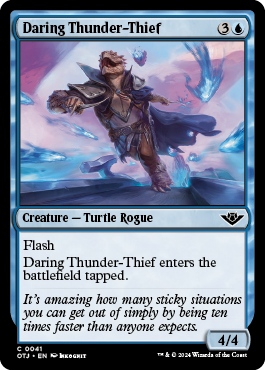 Daring Thunder-Thief 3
Creature — Turtle Rogue
Flash
Daring Thunder-Thief enters the
battlefield tapped.
It's amazing how many sticky situations
you can get out of simply by being ten
times faster than anyone expects.
4/4
C 0041
OTJ • EN Inkognit
™ & © 2024 Wizards of the Coast